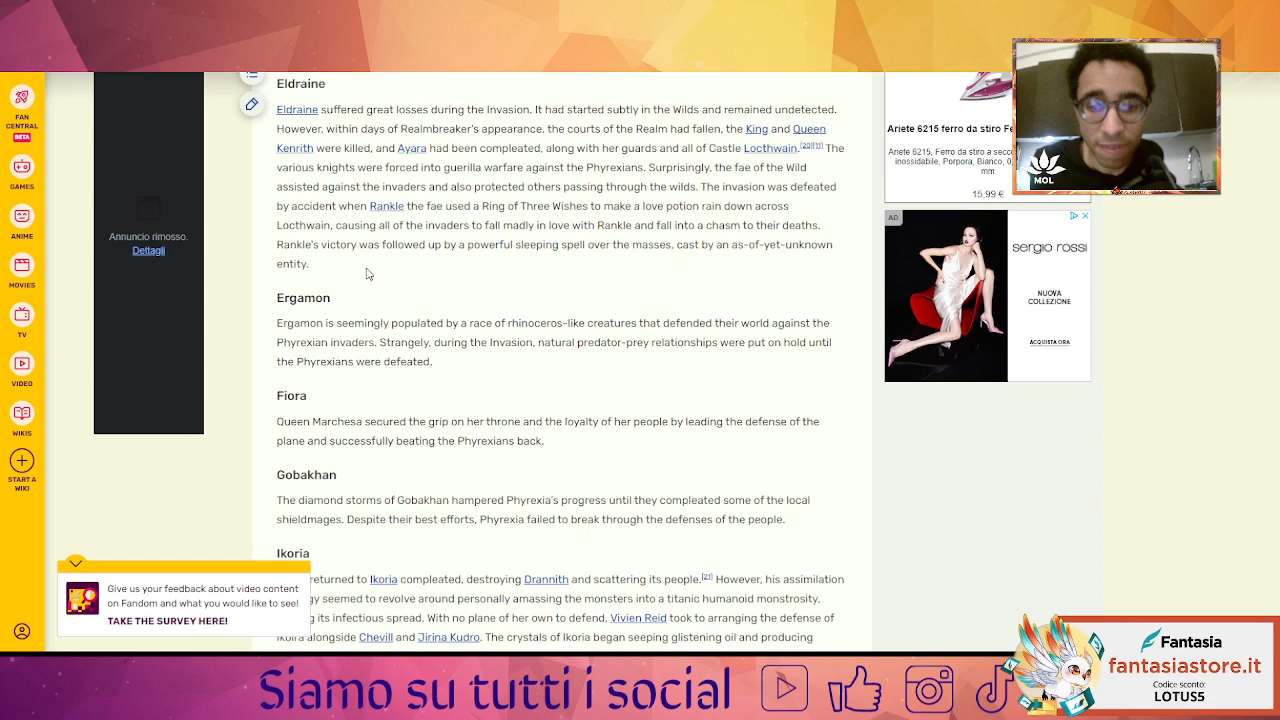 FAN
CENTRAL
BETA
GAMES
ANIME
MOVIES
TV
VIDEO
WIKIS
START A
WIKI
Annuncio rimosso.
Dettagli
Eldraine
Eldraine suffered great losses during the Invasion. It had started subtly in the Wilds and remained undetected.
However, within days of Realmbreaker's appearance, the courts of the Realm had fallen, the King and Queen
Kenrith were killed, and Ayara had been compleated, along with her guards and all of Castle Locthwain.[20][11] The
various knights were forced into guerilla warfare against the Phyrexians. Surprisingly, the fae of the Wild
assisted against the invaders and also protected others passing through the wilds. The invasion was defeated
by accident when Rankle the abused a Ring of Three Wishes to make a love potion rain down across
Locthwain, causing all of the invaders to fall madly in love with Rankle and fall into a chasm to their deaths.
Rankle's victory was followed up by a powerful sleeping spell over the masses, cast by an as-of-yet-unknown
entity.
Ergamon
Ergamon is seemingly populated by a race of rhinoceros-like creatures that defended their world against the
Phyrexian invaders. Strangely, during the Invasion, natural predator-prey relationships were put on hold until
the Phyrexians were defeated.
Fiora
Queen Marchesa secured the grip on her throne and the loyalty of her people by leading the defense of the
plane and successfully beating the Phyrexians back.
Gobakhan
The diamond storms of Gobakhan hampered Phyrexia's progress until they compleated some of the local
shieldmages. Despite their best efforts, Phyrexia failed to break through the defenses of the people.
Ikoria
returned to Ikoria compleated, destroying Drannith and scattering its people.[21] However, his assimilation
gy seemed to revolve around personally amassing the monsters into a titanic humanoid monstrosity,
its infectious spread. With no plane of her own to defend, Vivien Reid took to arranging the defense of
Ikoria alongside Chevill and Jirina Kudro. The crystals of Ikoria began seeping glistening oil and producing
Give us your feedback about video content
on Fandom and what you would like to see!
TAKE THE SURVEY HERE!
Ariete 6215 ferro da stiro Fe
Ariete 6215, Ferro da stiro a secc
inossidabile, Porpora, Bianco, 0
mm
15,99 €
AD
sergio rossi
NUOVA
COLLEZIONE
ACQUISTA ORA
MOL
Siamo su tutti i social
Fantasia
fantasiastore.it
Codice sconto:
LOTUS5